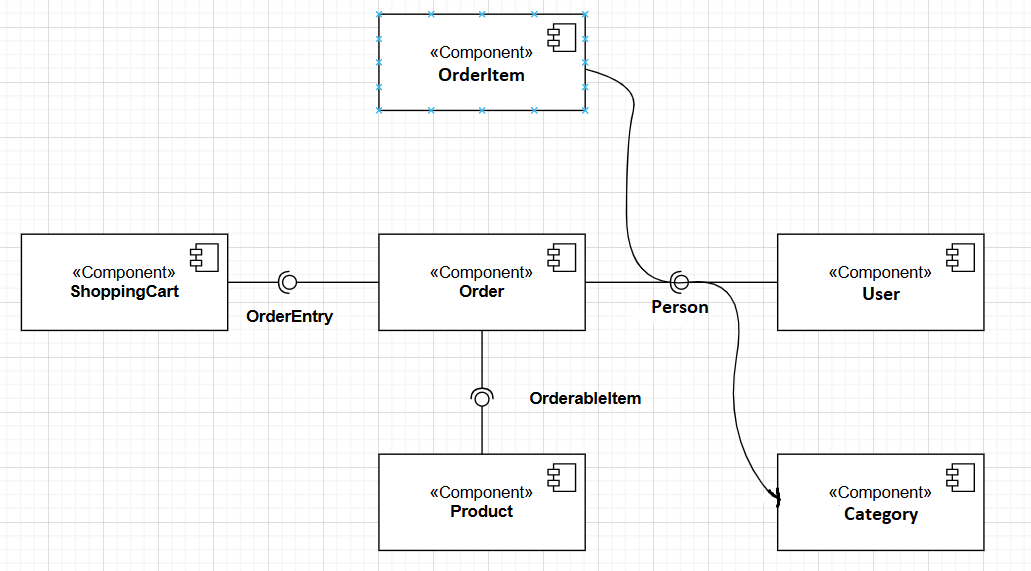 «Component»
OrderItem
«Component»
ShoppingCart
OrderEntry
«Component»
Order
Person
«Component»
User
OrderableItem
«Component»
Product
«Component»
Category